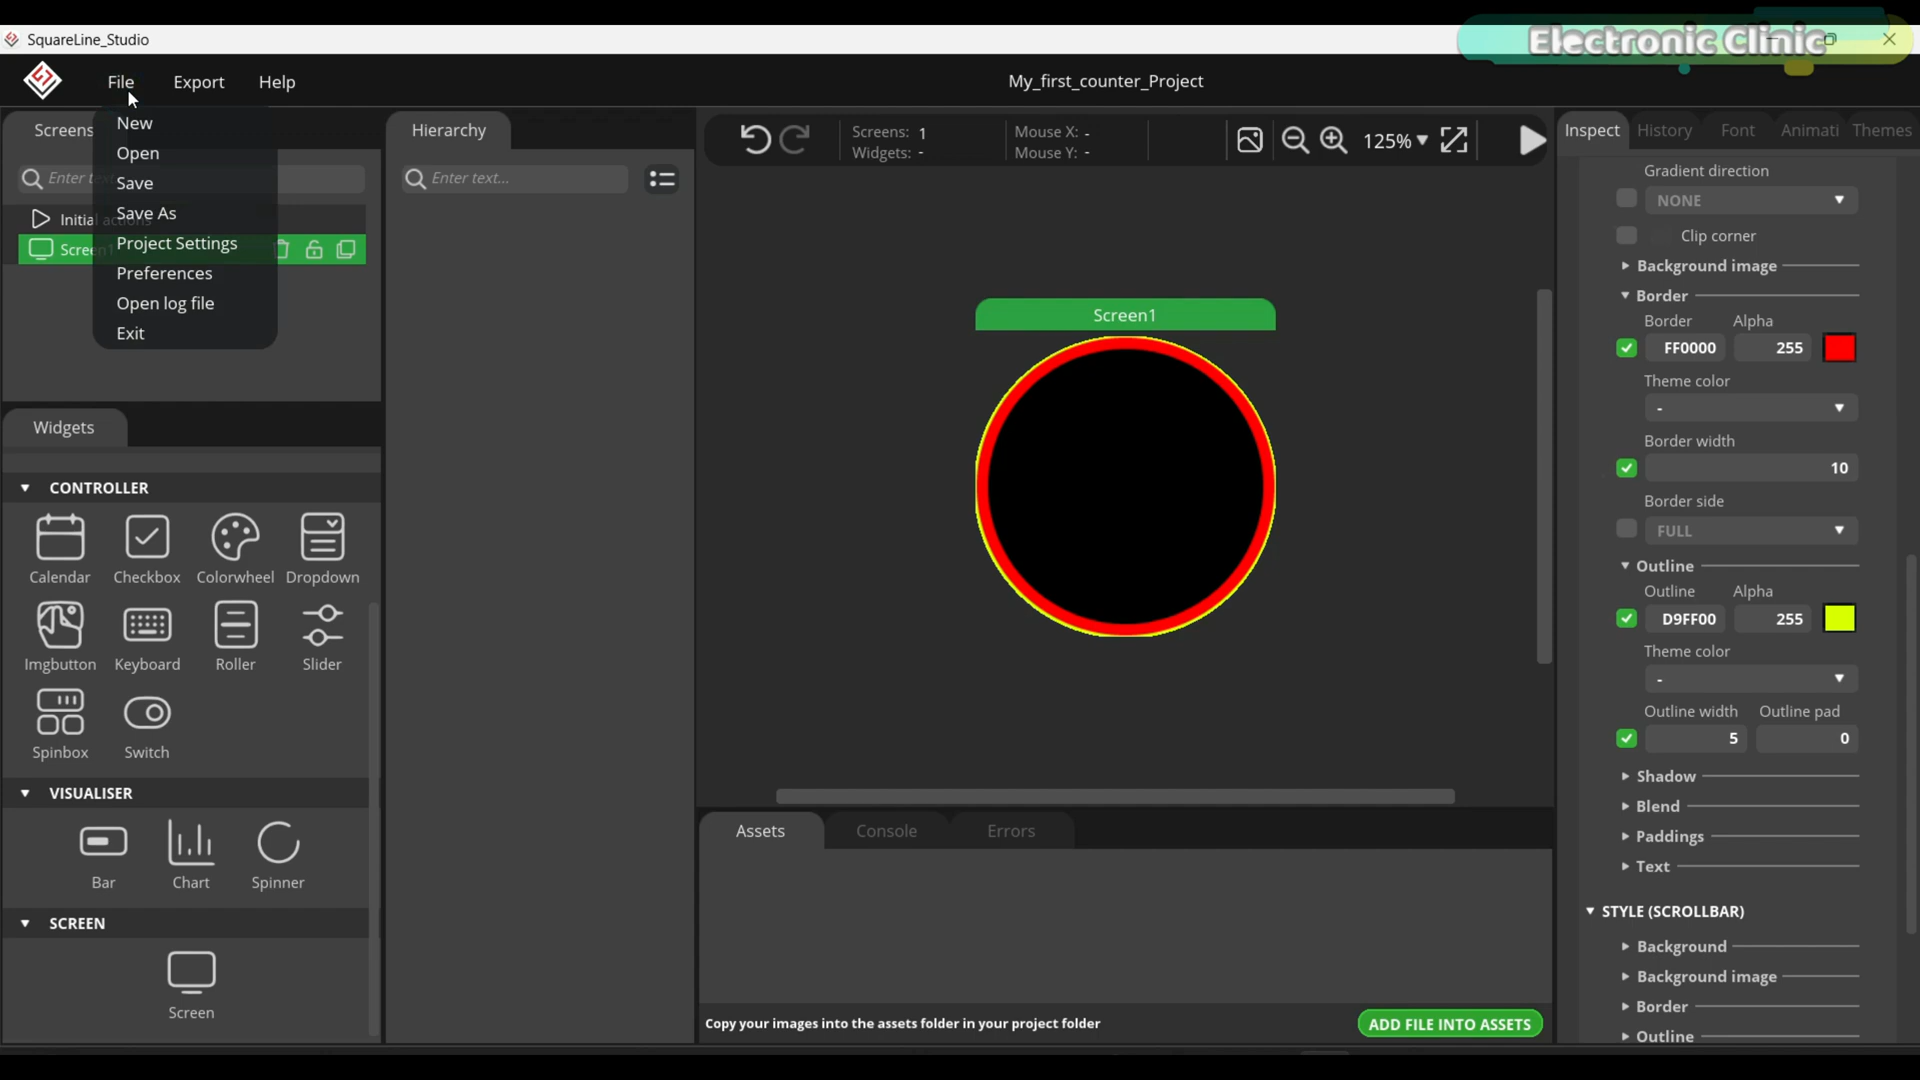 Electronic Clinic
SquareLine_Studio
File Export Help
My_first_counter_Project
New
Open
Save
Save As
Project Settings
Preferences
Open log file
Exit
Screens
Enter te
Initial actions
Screen1
Hierarchy
Enter text...
Screens: 1
Widgets: -
Mouse X: -
Mouse Y: -
125%
Screen1
Widgets
CONTROLLER
Calendar Checkbox Colorwheel Dropdown
Imgbutton Keyboard Roller Slider
Spinbox Switch
VISUALISER
Bar Chart Spinner
SCREEN
Screen
Assets Console Errors
Copy your images into the assets folder in your project folder
ADD FILE INTO ASSETS
Inspect History Font Animati Themes
Gradient direction
NONE
Clip corner
Background image
Border
Border Alpha
FF0000 255
Theme color
-
Border width
10
Border side
FULL
Outline
Outline Alpha
D9FF00 255
Theme color
-
Outline width Outline pad
5 0
Shadow
Blend
Paddings
Text
STYLE (SCROLLBAR)
Background
Background image
Border
Outline